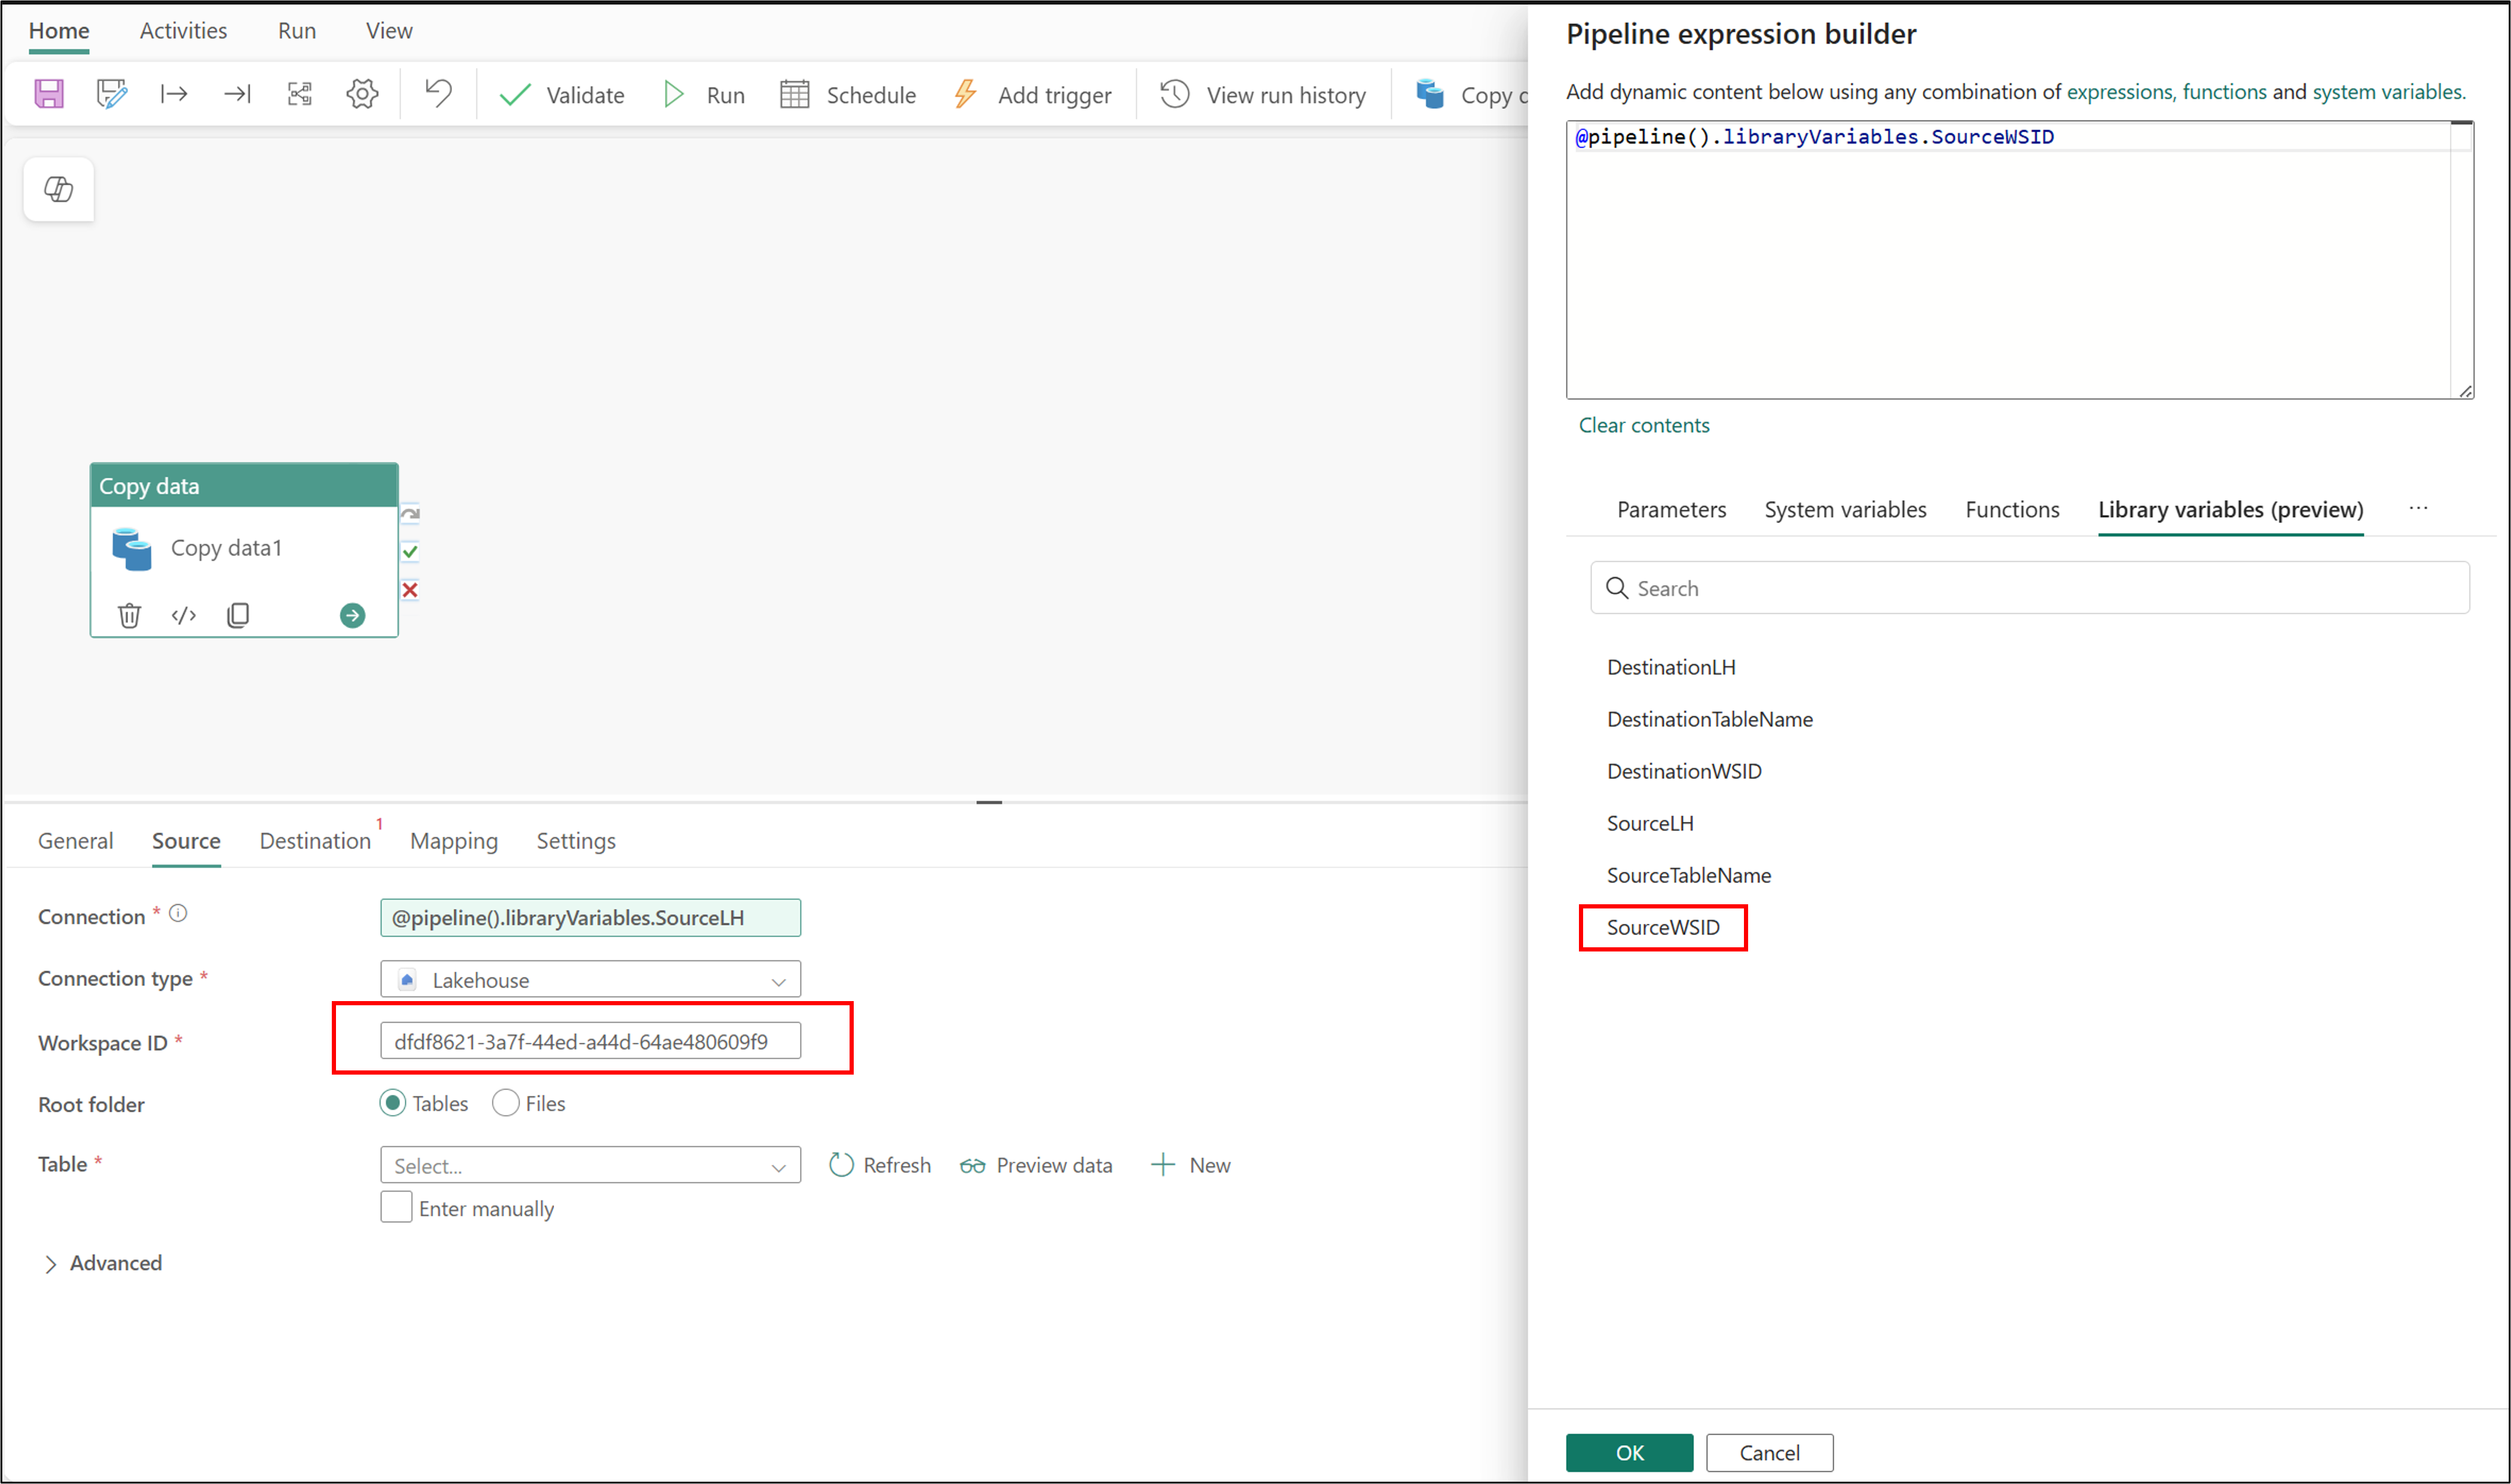 Home Activities Run View
Validate Run Schedule Add trigger View run history Copy d
Copy data
Copy data1
General Source Destination 1 Mapping Settings
Connection * @pipeline().libraryVariables.SourceLH
Connection type * Lakehouse
Workspace ID * dfdf8621-3a7f-44ed-a44d-64ae480609f9
Root folder Tables Files
Table * Select... Refresh Preview data New
Enter manually
Advanced
Pipeline expression builder
Add dynamic content below using any combination of expressions, functions and system variables.
@pipeline().libraryVariables.SourceWSID
Clear contents
Parameters System variables Functions Library variables (preview) ...
Search
DestinationLH
DestinationTableName
DestinationWSID
SourceLH
SourceTableName
SourceWSID
OK Cancel